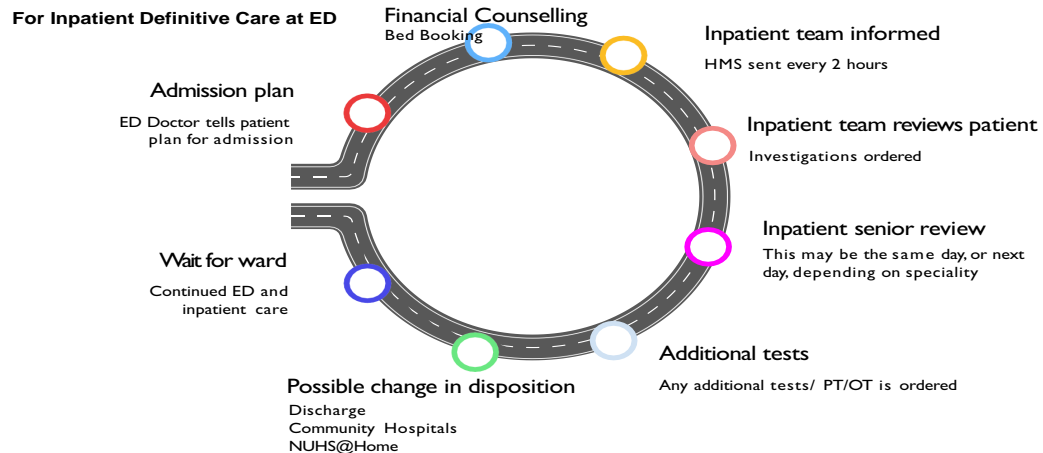 For Inpatient Definitive Care at ED
Financial Counselling
Bed Booking
Inpatient team informed
HMS sent every 2 hours
Admission plan
ED Doctor tells patient
plan for admission
Inpatient team reviews patient
Investigations ordered
Inpatient senior review
This may be the same day, or next
day, depending on speciality
Wait for ward
Continued ED and
inpatient care
Additional tests
Any additional tests/ PT/OT is ordered
Possible change in disposition
Discharge
Community Hospitals
NUHS@Home